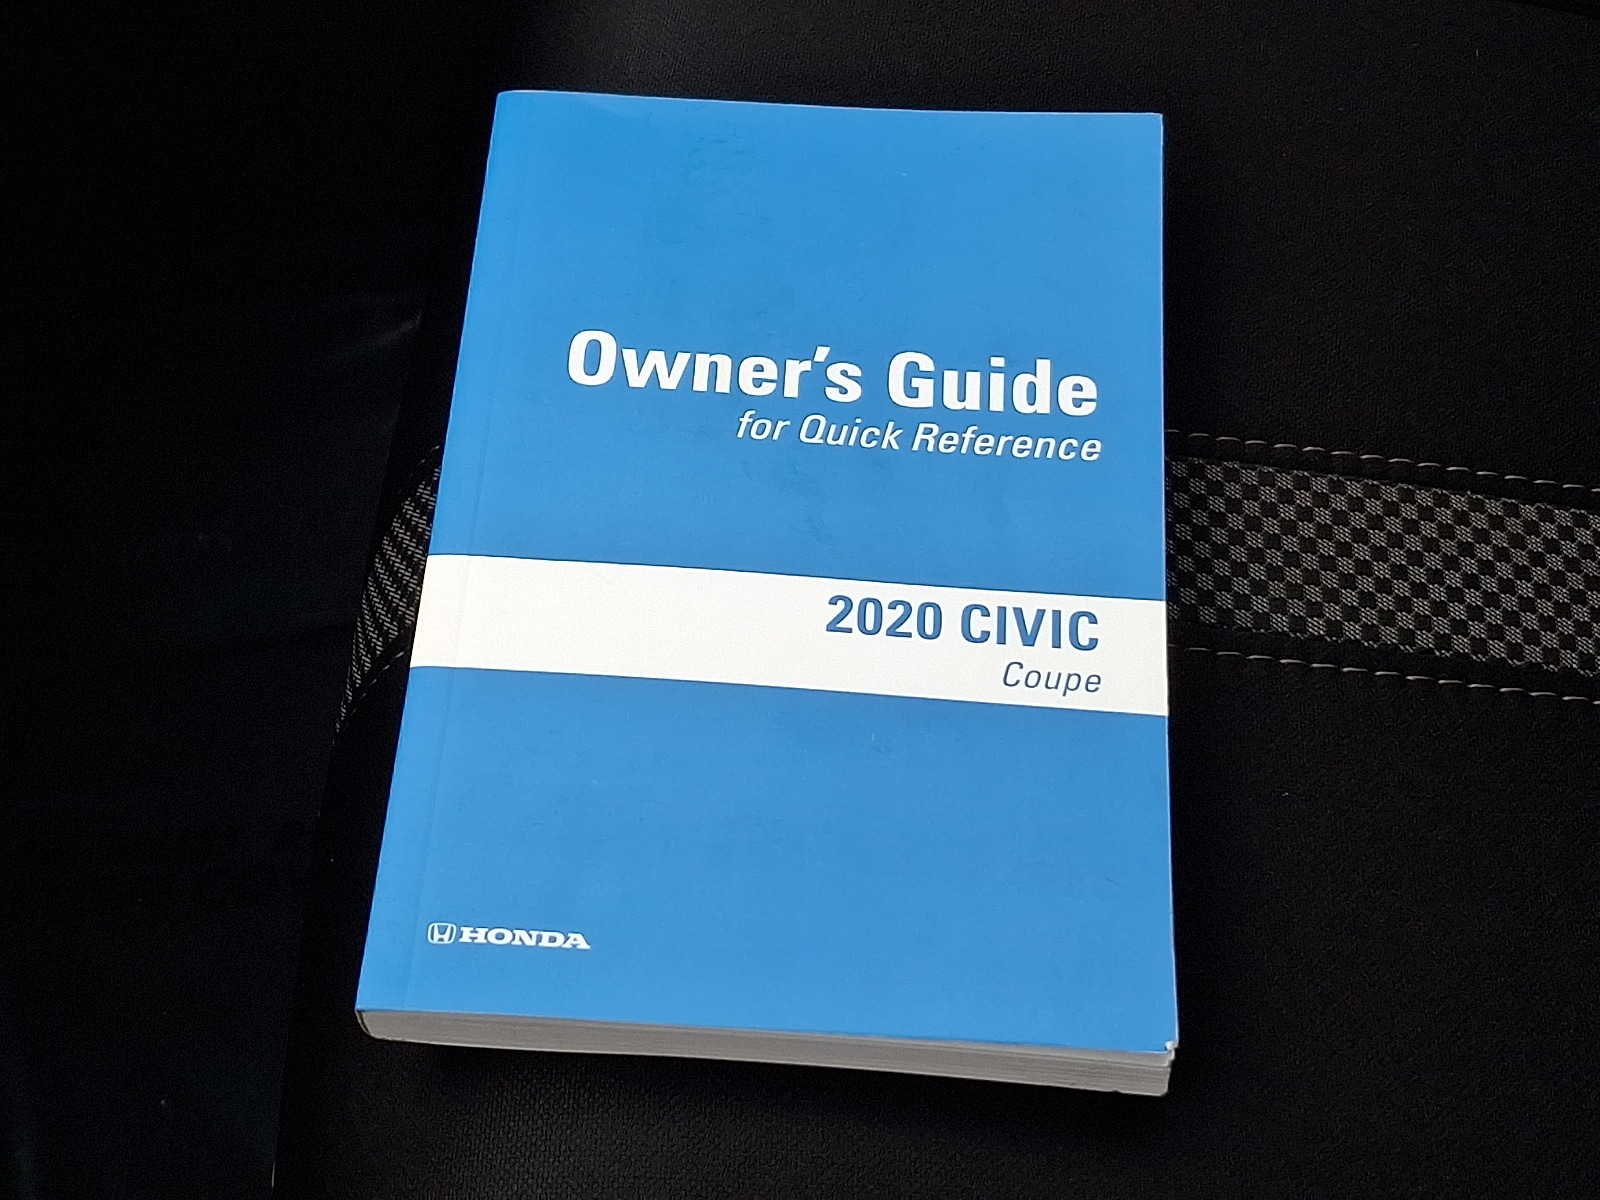 Owner's Guide
for Quick Reference
2020 CIVIC
Coupe
HONDA